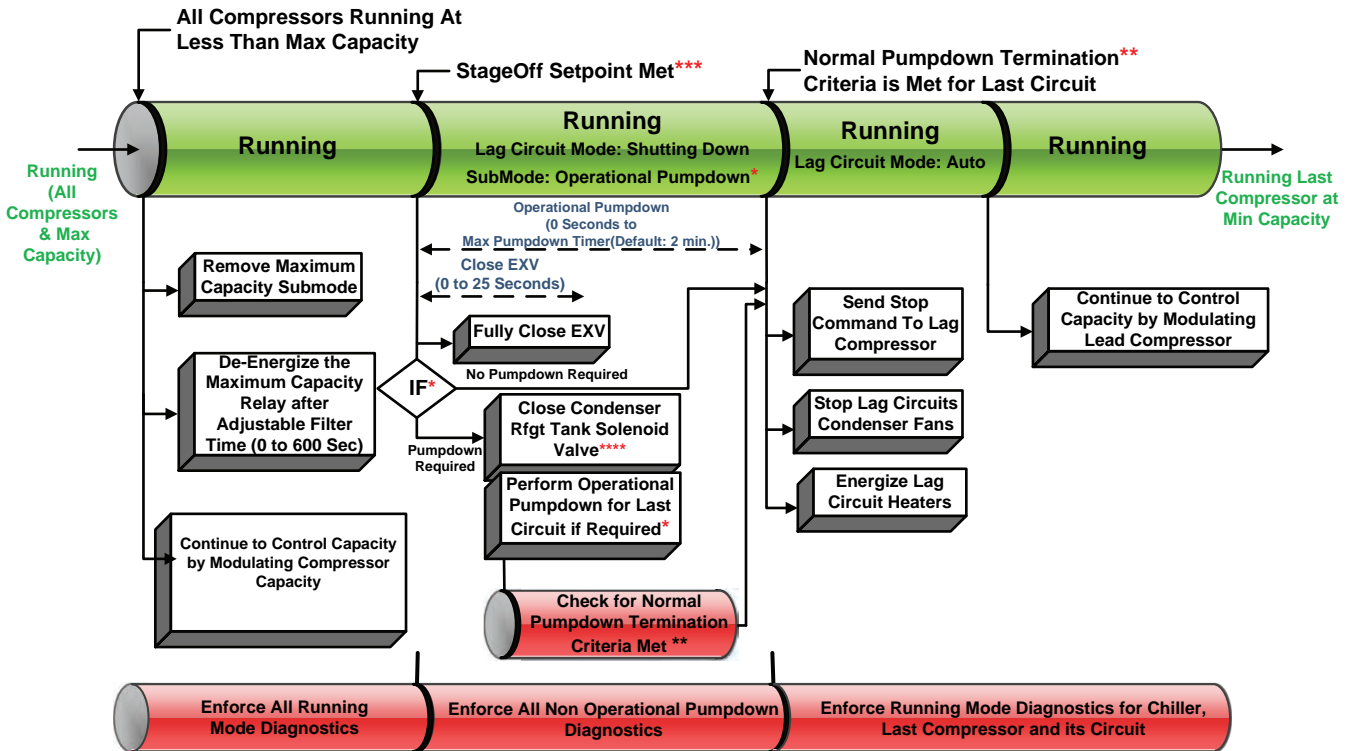 All Compressors Running At
Less Than Max Capacity
StageOff Setpoint Met***
Normal Pumpdown Termination**
Criteria is Met for Last Circuit
Running
(All
Compressors
& Max
Capacity)
Running
Running
Lag Circuit Mode: Shutting Down
SubMode: Operational Pumpdown*
Running
Lag Circuit Mode: Auto
Running
Running Last
Compressor at
Min Capacity
Operational Pumpdown
(0 Seconds to
Max Pumpdown Timer(Default: 2 min.))
Close EXV
(0 to 25 Seconds)
Remove Maximum
Capacity Submode
De-Energize the
Maximum Capacity
Relay after
Adjustable Filter
Time (0 to 600 Sec)
Continue to Control Capacity
by Modulating Compressor
Capacity
Fully Close EXV
IF*
No Pumpdown Required
Pumpdown
Required
Close Condenser
Rfgt Tank Solenoid
Valve****
Perform Operational
Pumpdown for Last
Circuit if Required*
Check for Normal
Pumpdown Termination
Criteria Met **
Send Stop
Command To Lag
Compressor
Stop Lag Circuits
Condenser Fans
Energize Lag
Circuit Heaters
Continue to Control
Capacity by Modulating
Lead Compressor
Enforce All Running
Mode Diagnostics
Enforce All Non Operational Pumpdown
Diagnostics
Enforce Running Mode Diagnostics for Chiller,
Last Compressor and its Circuit